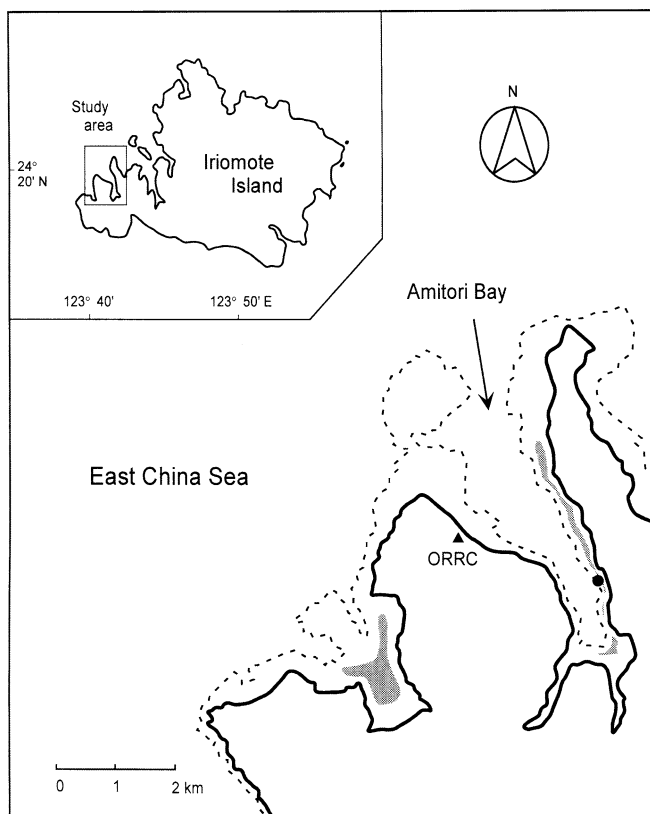 Study
area
24°
20' N
Iriomote
Island
123° 40'
123° 50' E
N
Amitori Bay
East China Sea
ORRC
0 1 2 km